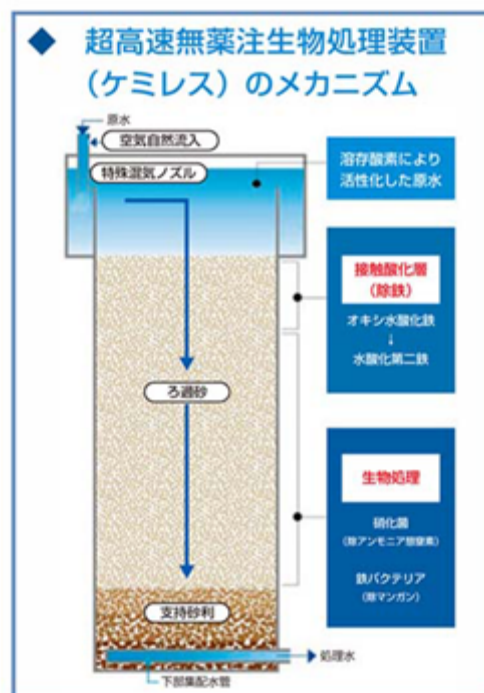 ◆ 超高速無薬注生物処理装置
(ケミレス)のメカニズム
原水
空気自然流入
特殊混気ノズル
溶存酸素により
活性化した原水
接触酸化層
(除鉄)
オキシ水酸化鉄
↓
水酸化第二鉄
ろ過砂
生物処理
硝化菌
(除アンモニア態窒素)
鉄バクテリア
(除マンガン)
支持砂利
処理水
下部集配水管